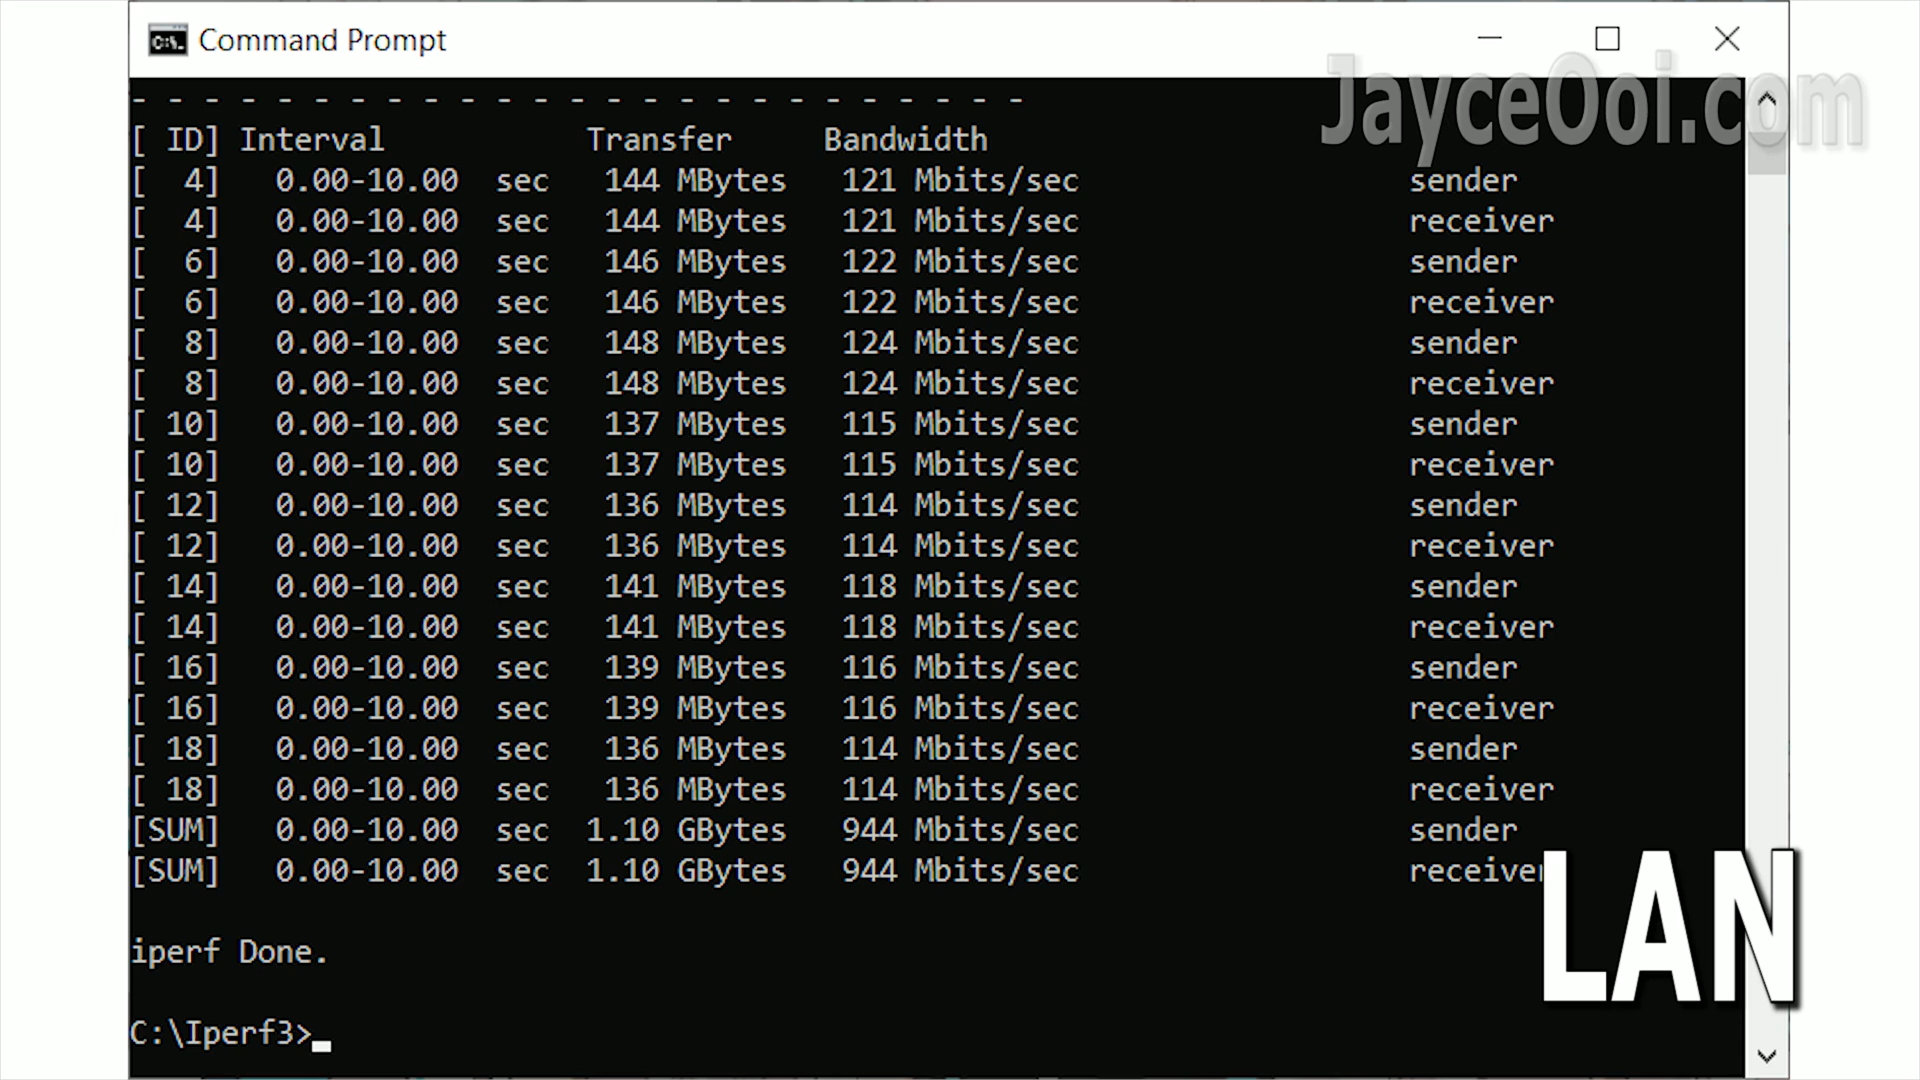 Command Prompt
JayceOoi.com
- - - - - - - - - - - - - - - - - - - - - - - - -
[ ID] Interval Transfer Bandwidth
[ 4] 0.00-10.00 sec 144 MBytes 121 Mbits/sec sender
[ 4] 0.00-10.00 sec 144 MBytes 121 Mbits/sec receiver
[ 6] 0.00-10.00 sec 146 MBytes 122 Mbits/sec sender
[ 6] 0.00-10.00 sec 146 MBytes 122 Mbits/sec receiver
[ 8] 0.00-10.00 sec 148 MBytes 124 Mbits/sec sender
[ 8] 0.00-10.00 sec 148 MBytes 124 Mbits/sec receiver
[ 10] 0.00-10.00 sec 137 MBytes 115 Mbits/sec sender
[ 10] 0.00-10.00 sec 137 MBytes 115 Mbits/sec receiver
[ 12] 0.00-10.00 sec 136 MBytes 114 Mbits/sec sender
[ 12] 0.00-10.00 sec 136 MBytes 114 Mbits/sec receiver
[ 14] 0.00-10.00 sec 141 MBytes 118 Mbits/sec sender
[ 14] 0.00-10.00 sec 141 MBytes 118 Mbits/sec receiver
[ 16] 0.00-10.00 sec 139 MBytes 116 Mbits/sec sender
[ 16] 0.00-10.00 sec 139 MBytes 116 Mbits/sec receiver
[ 18] 0.00-10.00 sec 136 MBytes 114 Mbits/sec sender
[ 18] 0.00-10.00 sec 136 MBytes 114 Mbits/sec receiver
[SUM] 0.00-10.00 sec 1.10 GBytes 944 Mbits/sec sender
[SUM] 0.00-10.00 sec 1.10 GBytes 944 Mbits/sec receiver
LAN
iperf Done.
C:\Iperf3>_